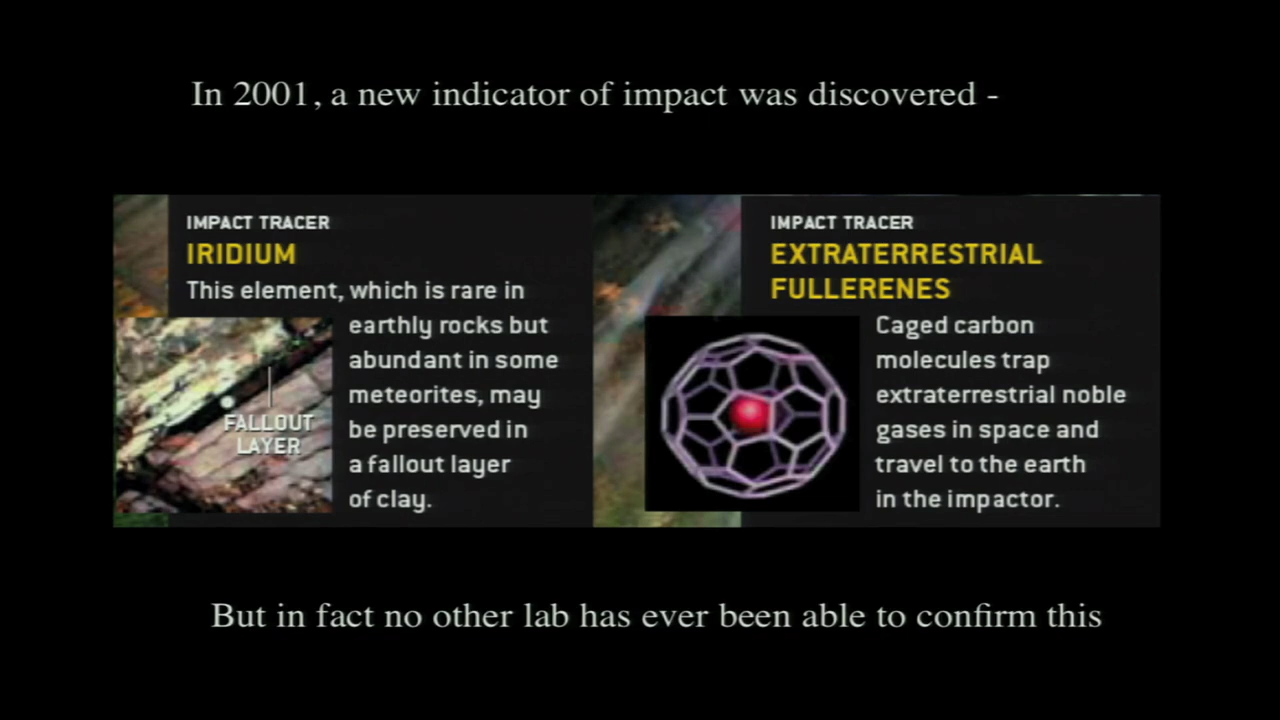 In 2001, a new indicator of impact was discovered -
IMPACT TRACER
IRIDIUM
This element, which is rare in
earthly rocks but
abundant in some
meteorites, may
be preserved in
a fallout layer
of clay.
FALLOUT
LAYER
IMPACT TRACER
EXTRATERRESTRIAL
FULLERENES
Caged carbon
molecules trap
extraterrestrial noble
gases in space and
travel to the earth
in the impactor.
But in fact no other lab has ever been able to confirm this